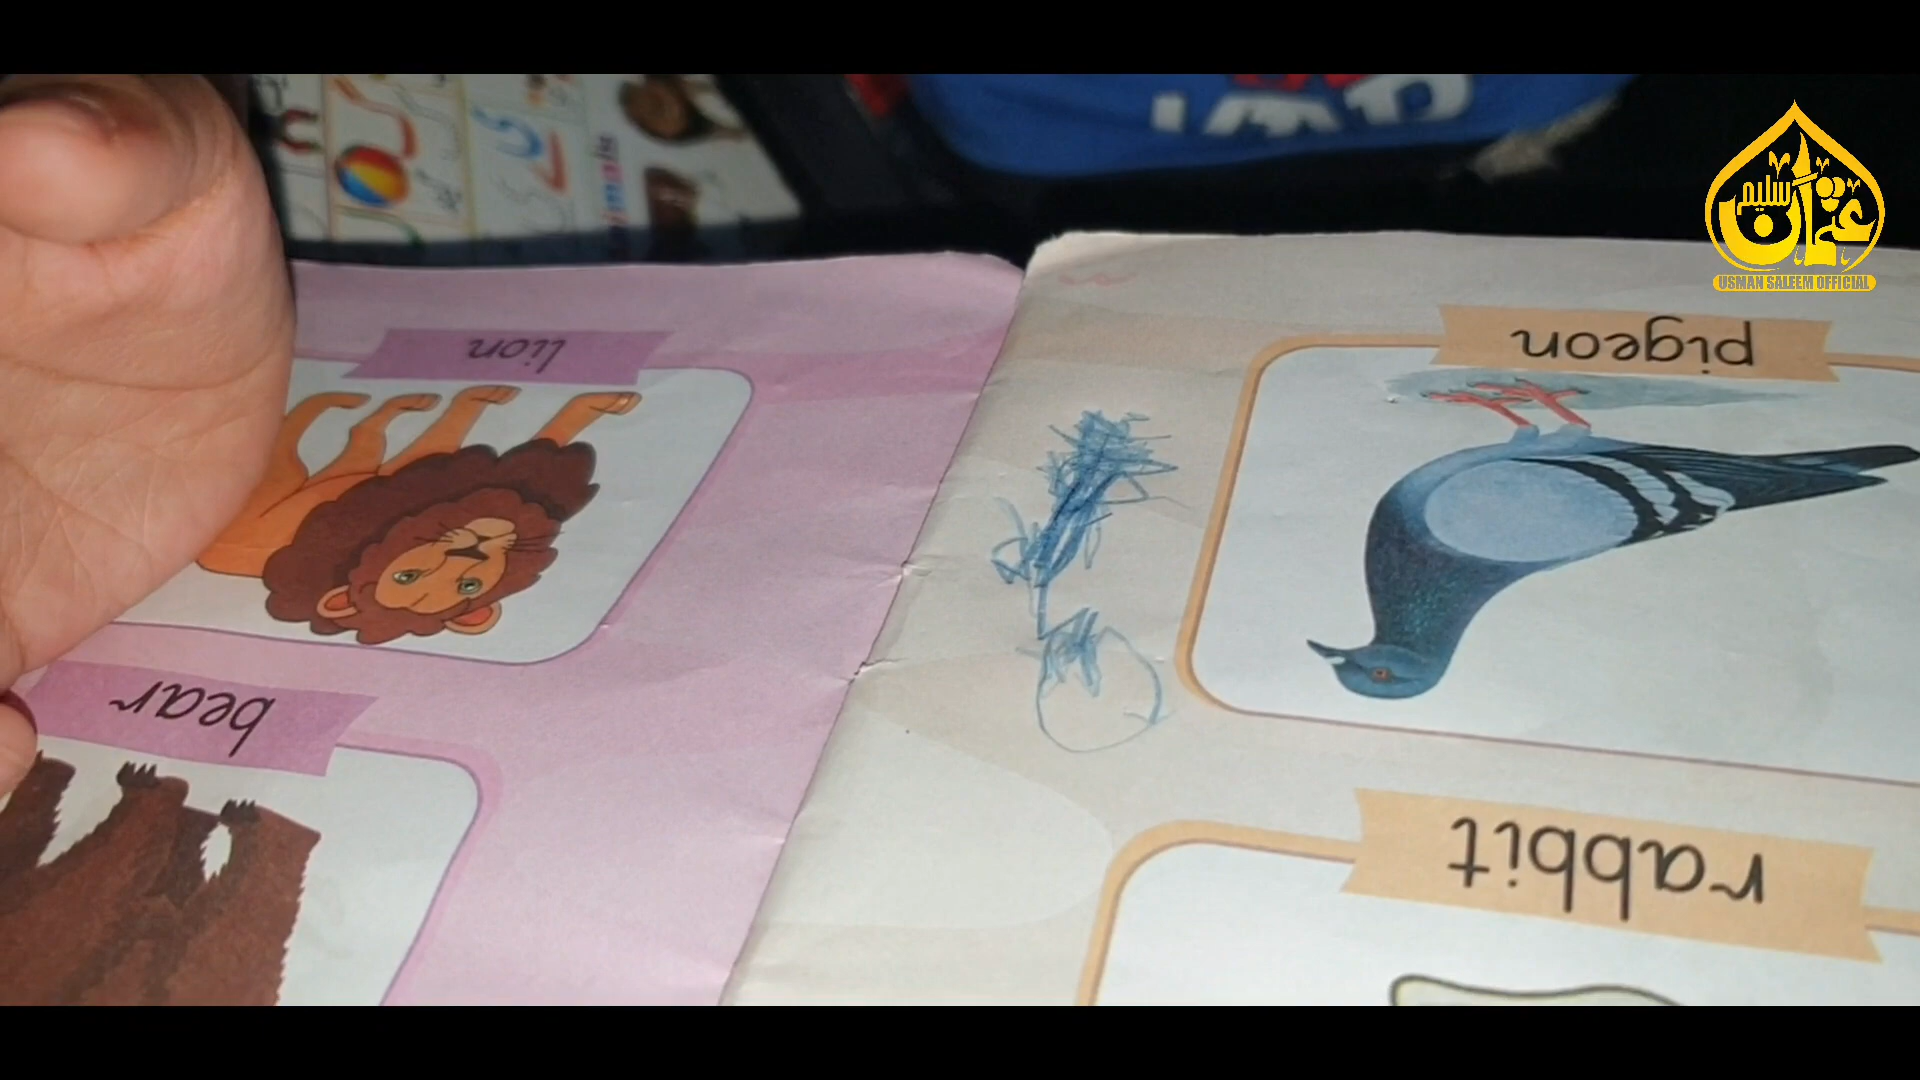 عثمان
سلیم
USMAN SALEEM OFFICIAL
lion
pigeon
bear
rabbit